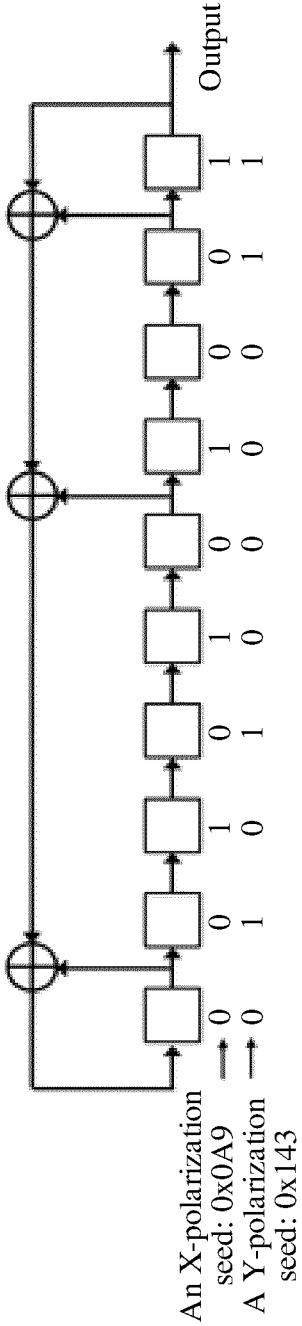 Output
An X-polarization
seed: 0x0A9 0 0 1 0 1 0 1 0 0 1
A Y-polarization 0 1 0 1 0 0 0 0 1 1
seed: 0x143